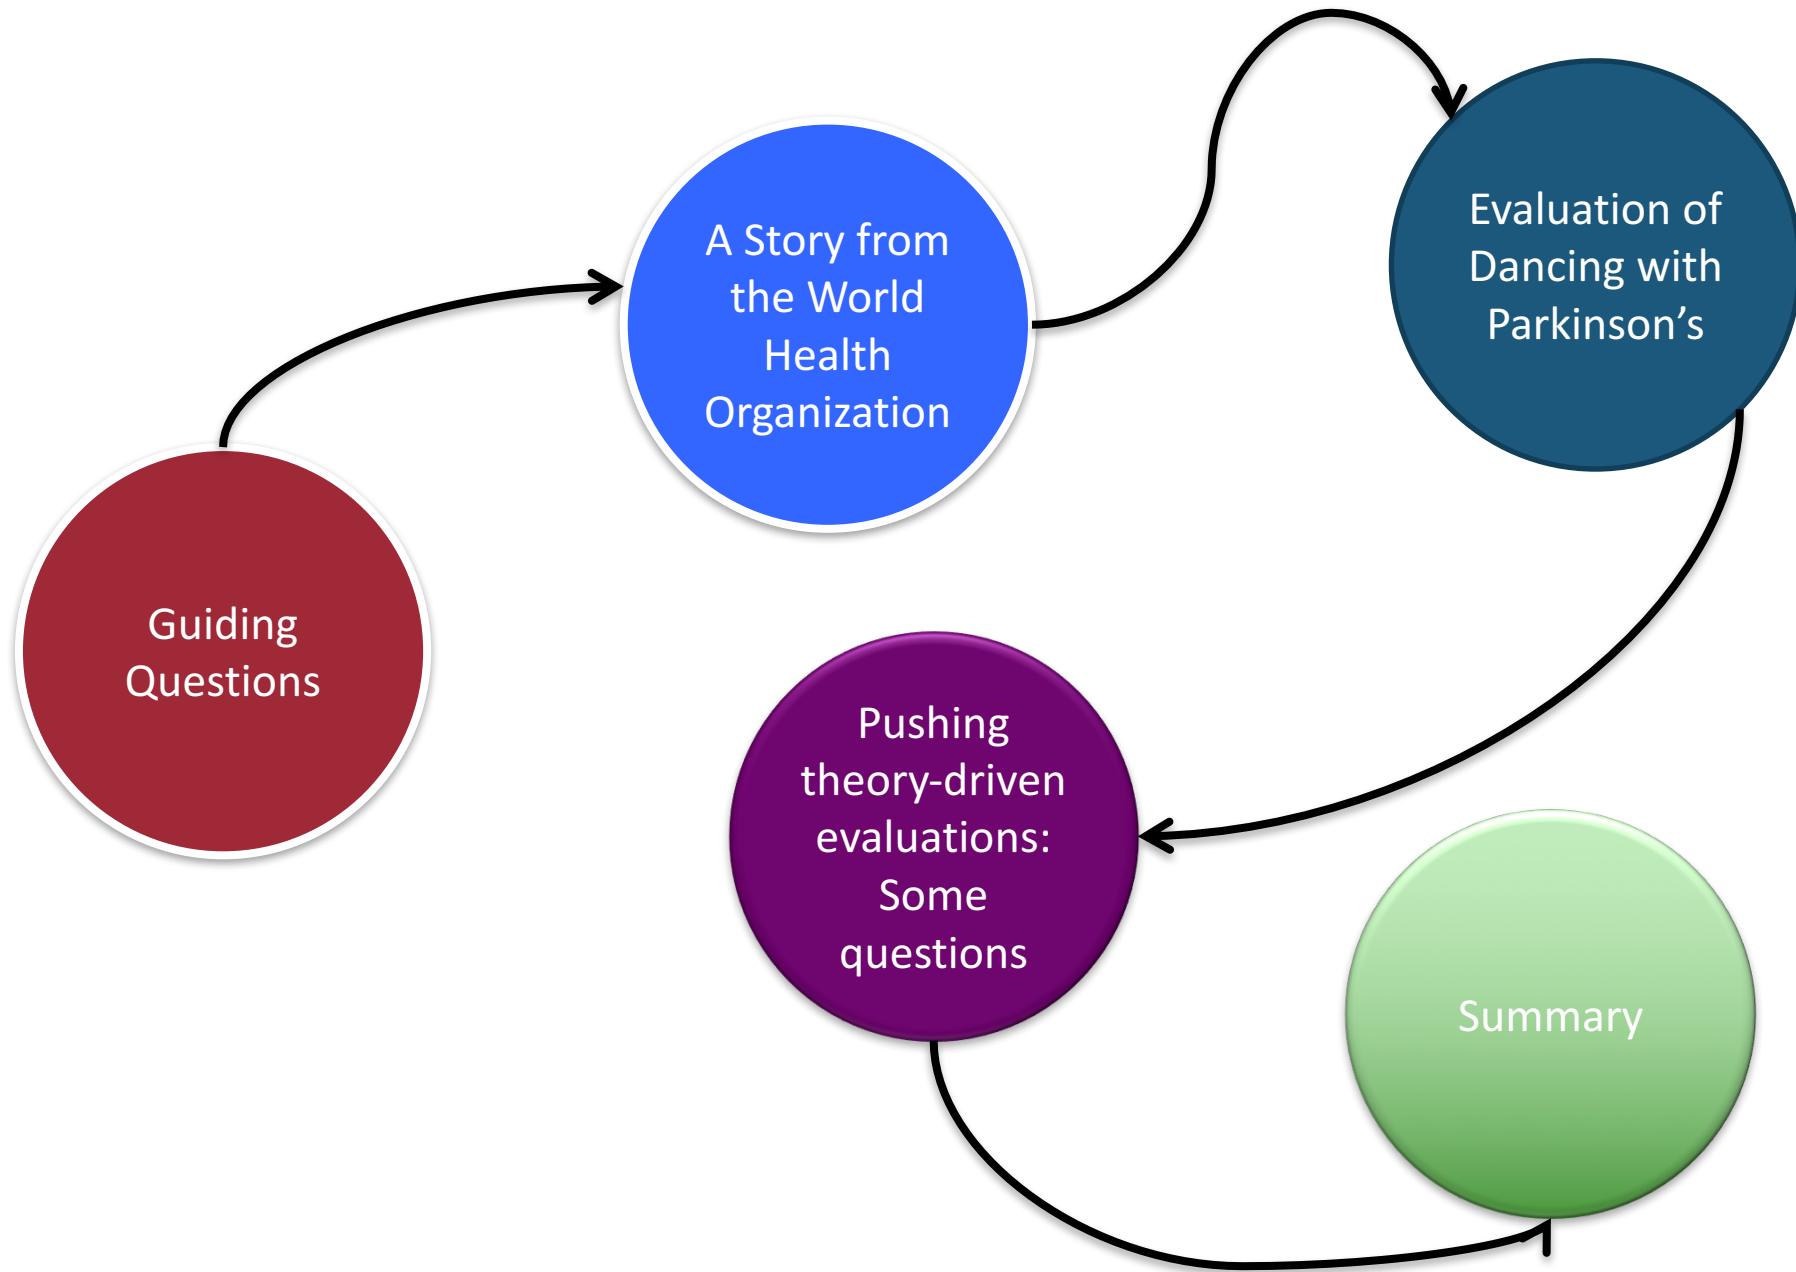 Guiding
Questions
A Story from
the World
Health
Organization
Evaluation of
Dancing with
Parkinson’s
Pushing
theory-driven
evaluations:
Some
questions
Summary